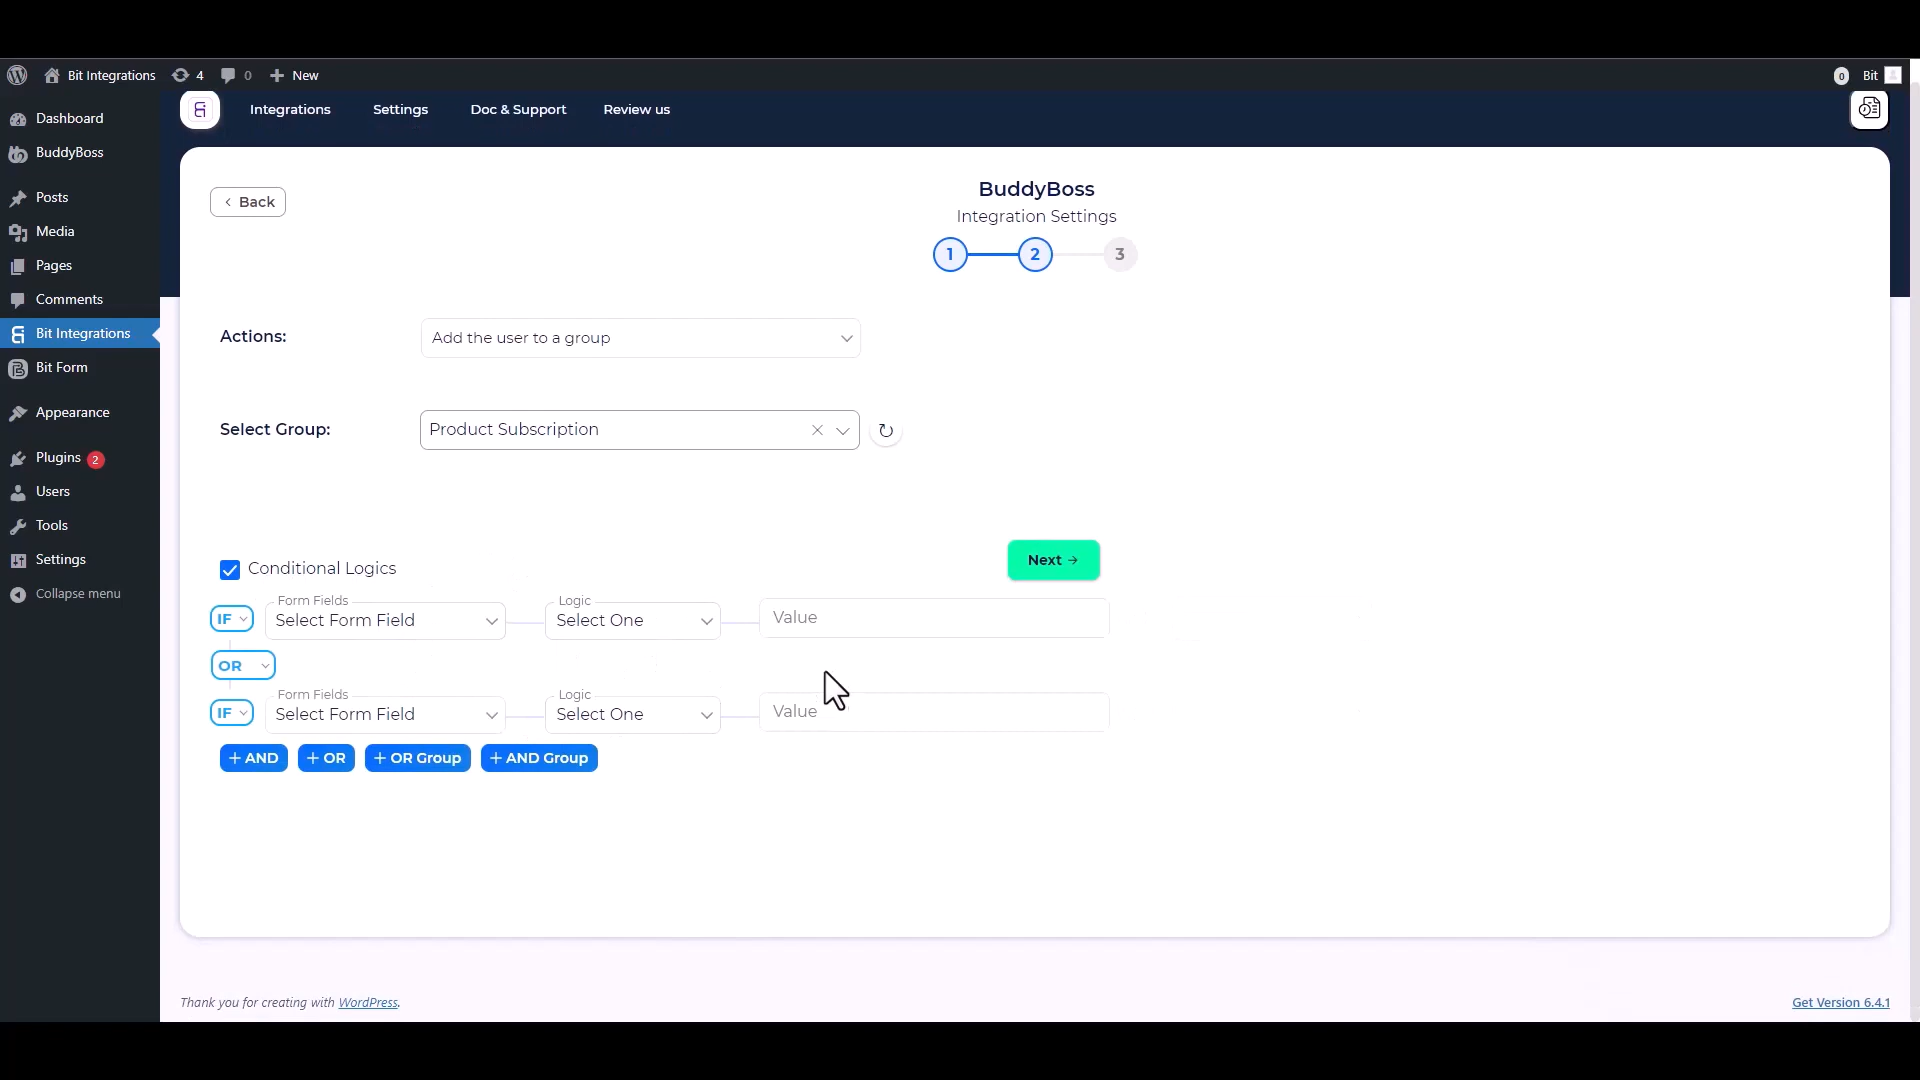 Bit Integrations 4 0 New 0 Bit
Integrations Settings Doc & Support Review us
Dashboard
BuddyBoss
Posts
Media
Pages
Comments
Bit Integrations
Bit Form
Appearance
Plugins 2
Users
Tools
Settings
Collapse menu
Back
BuddyBoss
Integration Settings
1 2 3
Actions: Add the user to a group
Select Group: Product Subscription
Conditional Logics
Next
Form Fields Logic
IF Select Form Field Select One Value
OR
Form Fields Logic
IF Select Form Field Select One Value
+ AND + OR + OR Group + AND Group
Thank you for creating with WordPress. Get Version 6.4.1